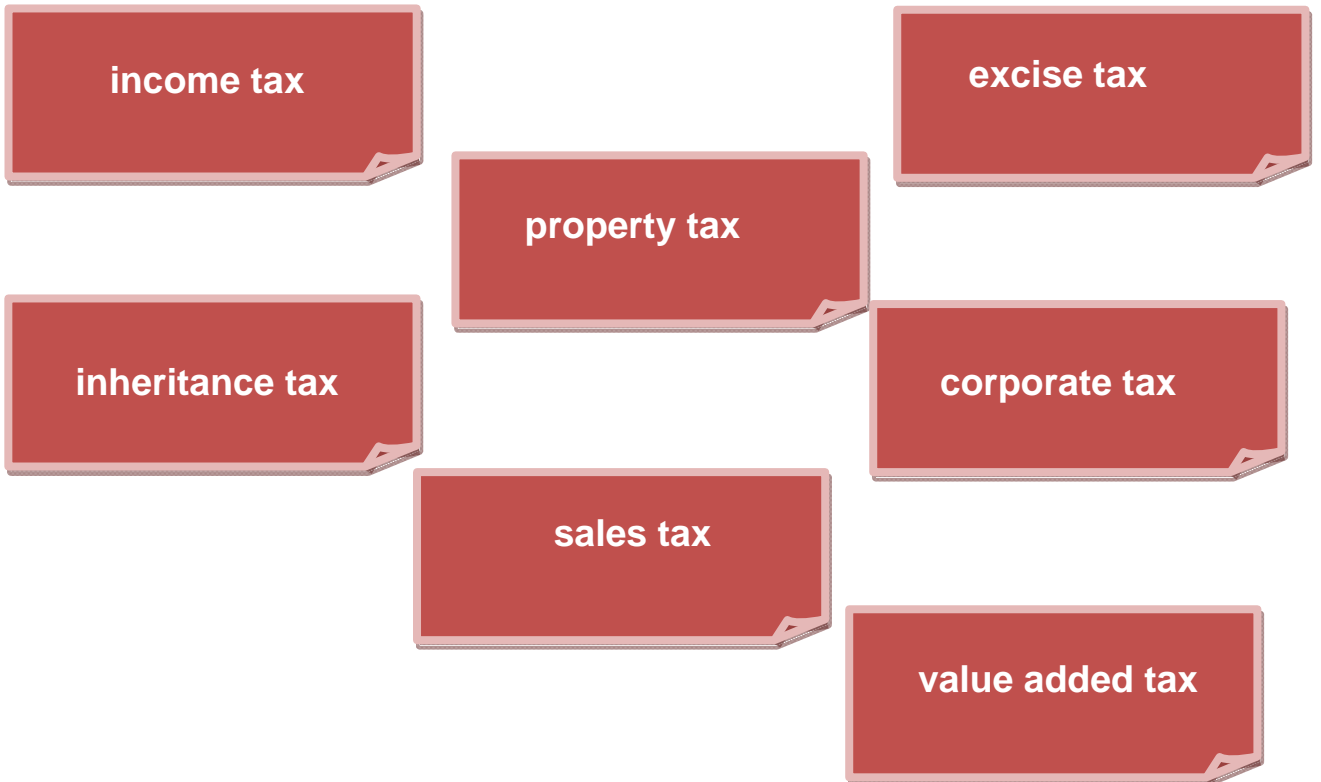 income tax
excise tax
property tax
inheritance tax
corporate tax
sales tax
value added tax